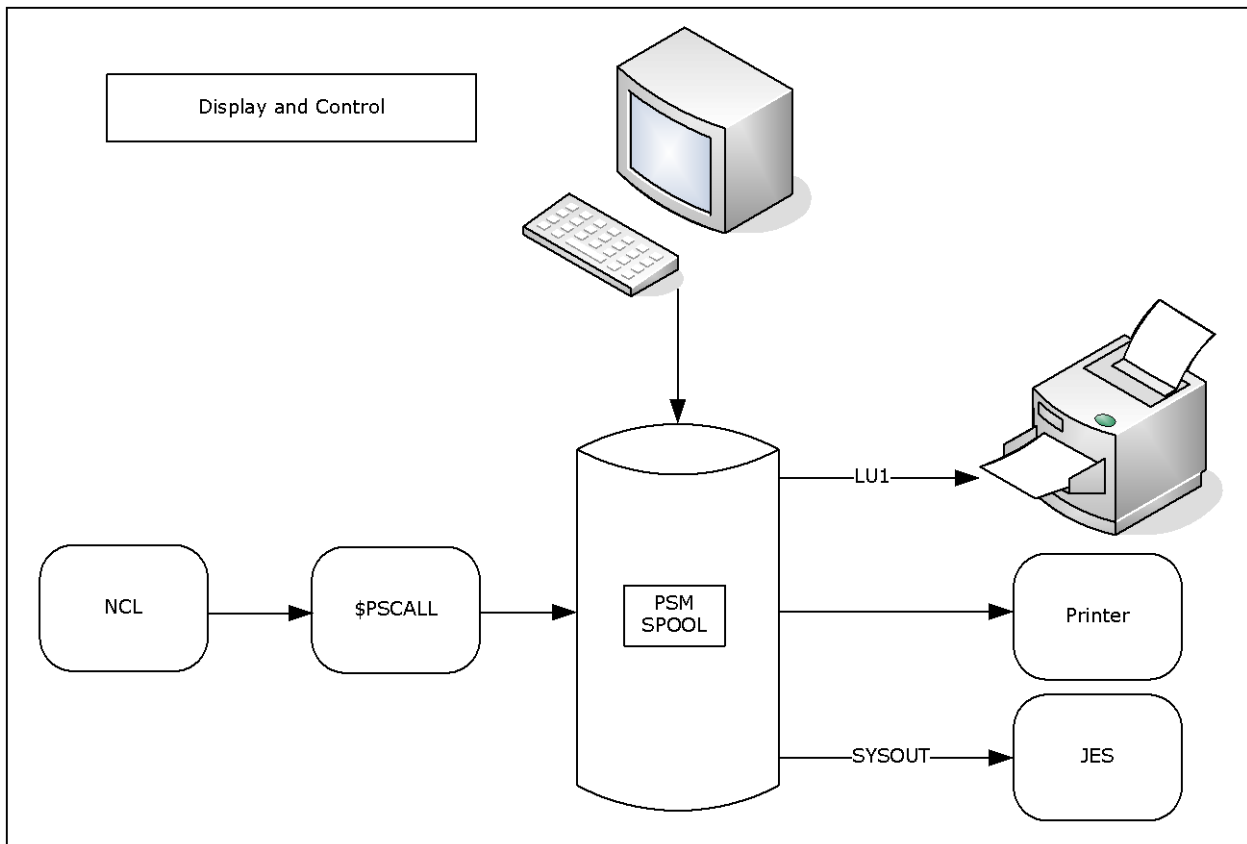 Display and Control
LU1
NCL
$PSCALL
PSM
SPOOL
Printer
SYSOUT
JES